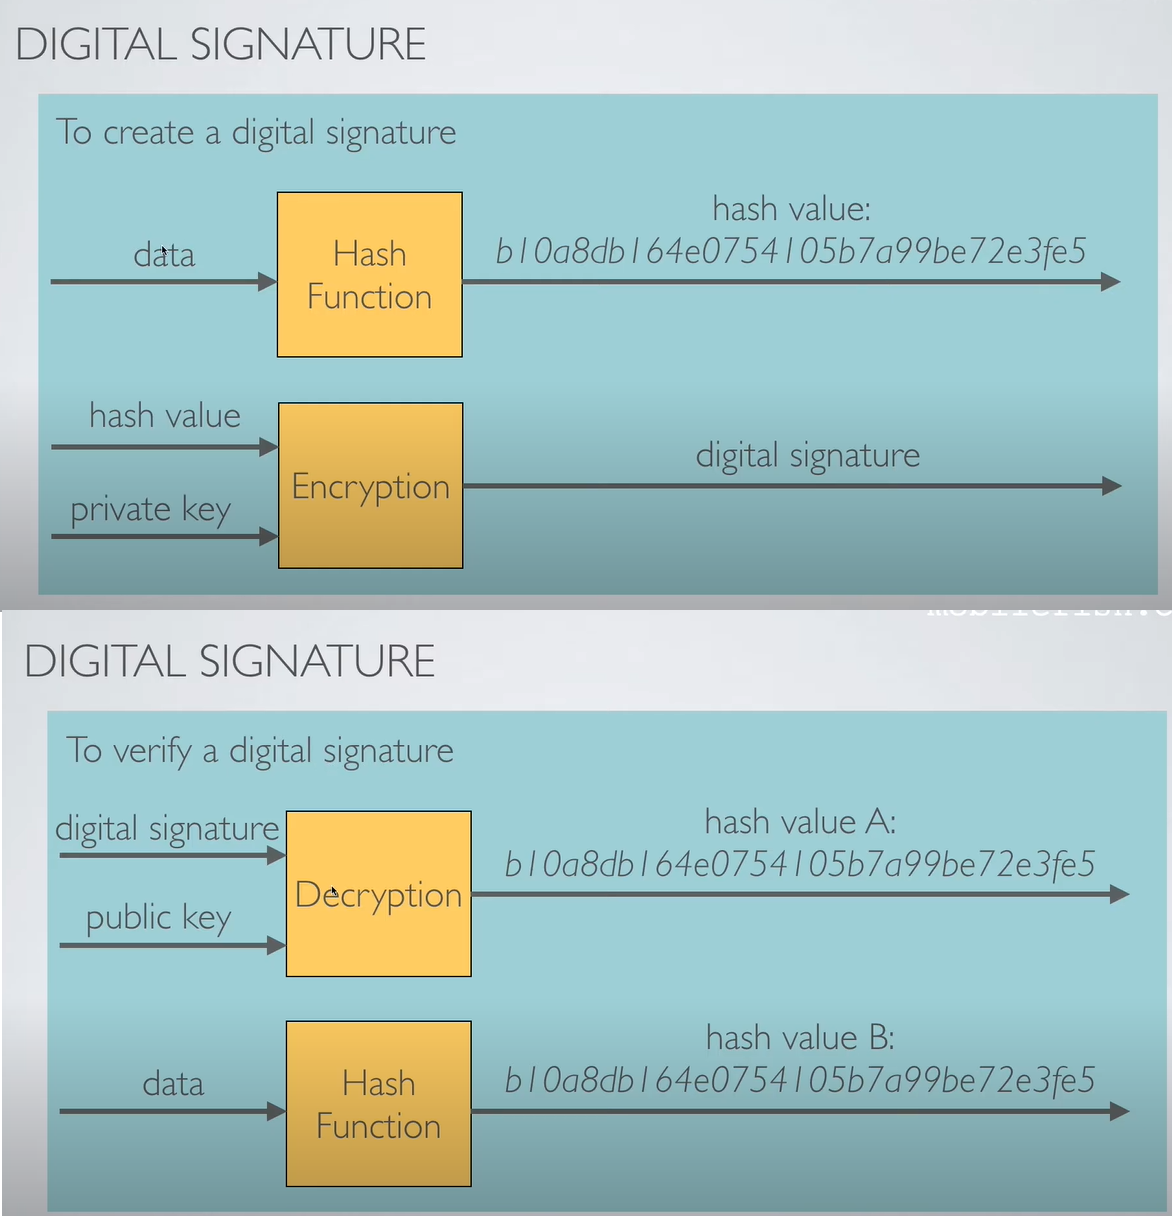 DIGITAL SIGNATURE
To create a digital signature
data
Hash
Function
hash value:
b10a8db164e0754105b7a99be72e3fe5
hash value
private key
Encryption
digital signature
DIGITAL SIGNATURE
To verify a digital signature
digital signature
public key
Decryption
hash value A:
b10a8db164e0754105b7a99be72e3fe5
data
Hash
Function
hash value B:
b10a8db164e0754105b7a99be72e3fe5